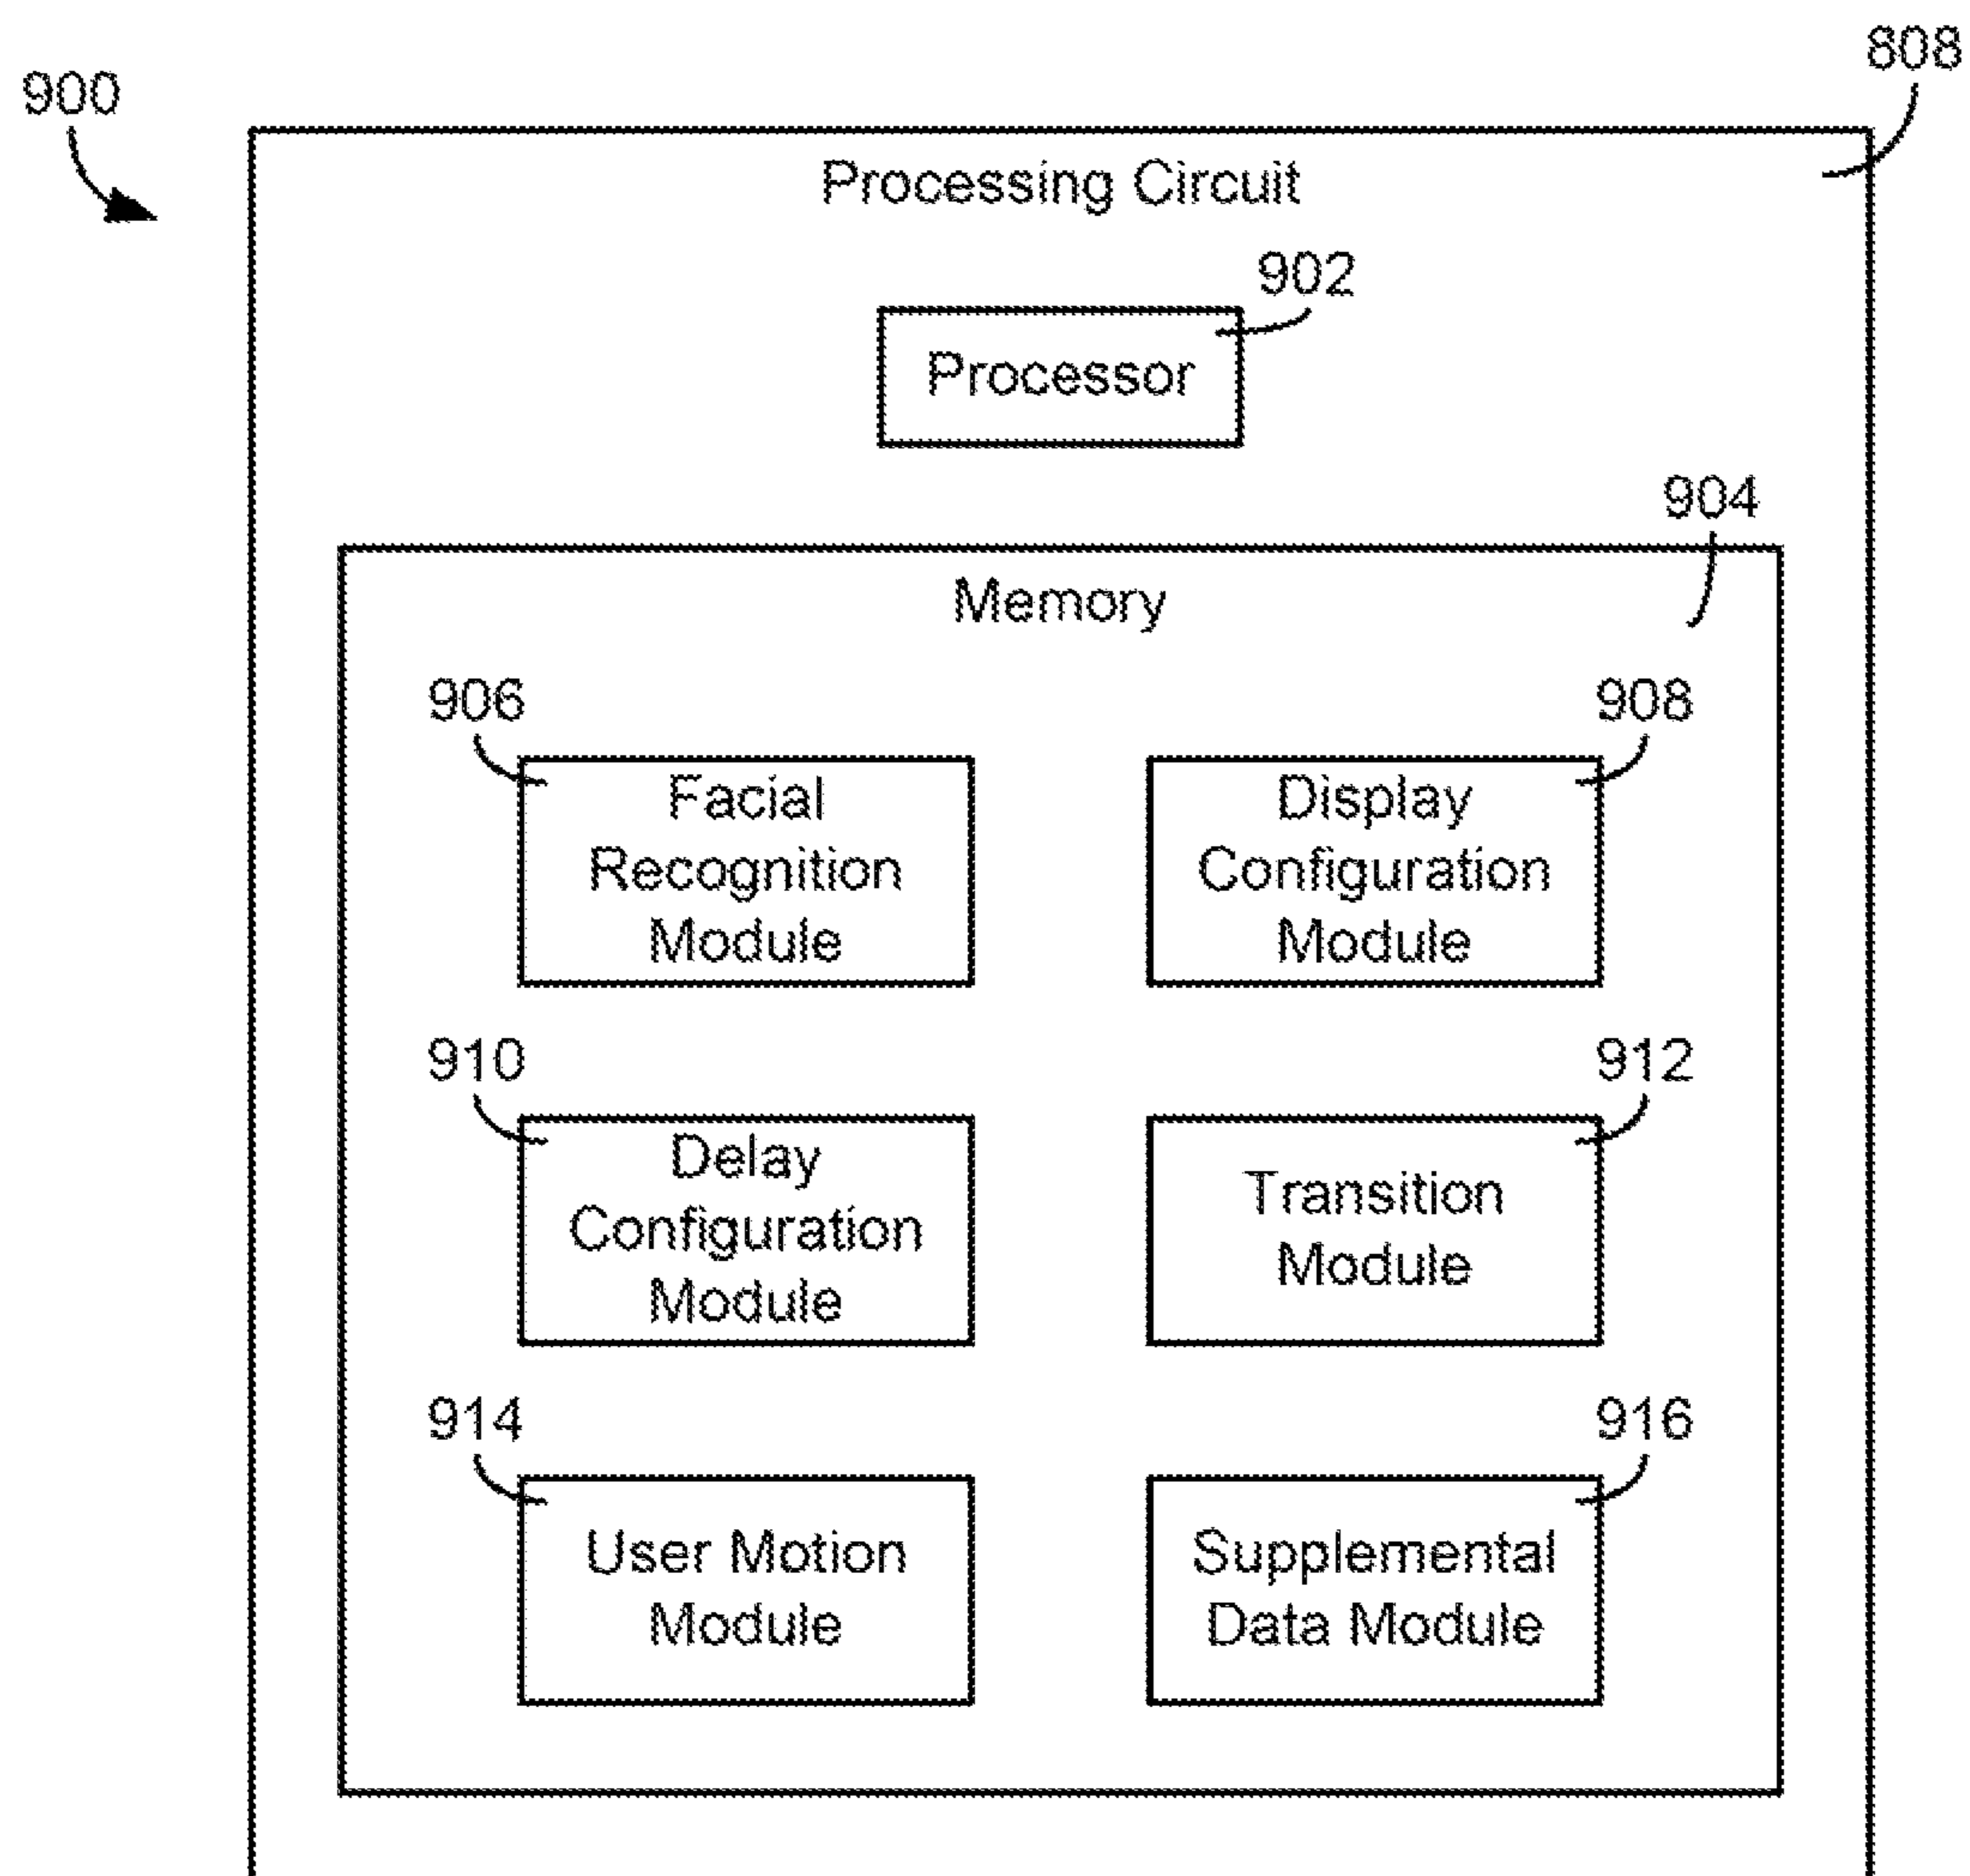 808
900
Processing Circuit
902
Processor
904
Memory
906
908
Facial
Recognition
Module
Display
Configuration
Module
910
912
Delay
Configuration
Module
Transition
Module
914
916
User Motion
Module
Supplemental
Data Module